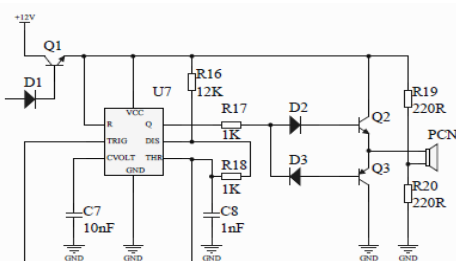 +12V
Q1
D1
U7
R16
12K
R17
1K
D2
Q2
R19
220R
PCN
VCC
R
Q
TRIG
DIS
CVOLT
THR
GND
R18
1K
D3
Q3
R20
220R
C7
10nF
C8
1nF
GND
GND
GND
GND
GND